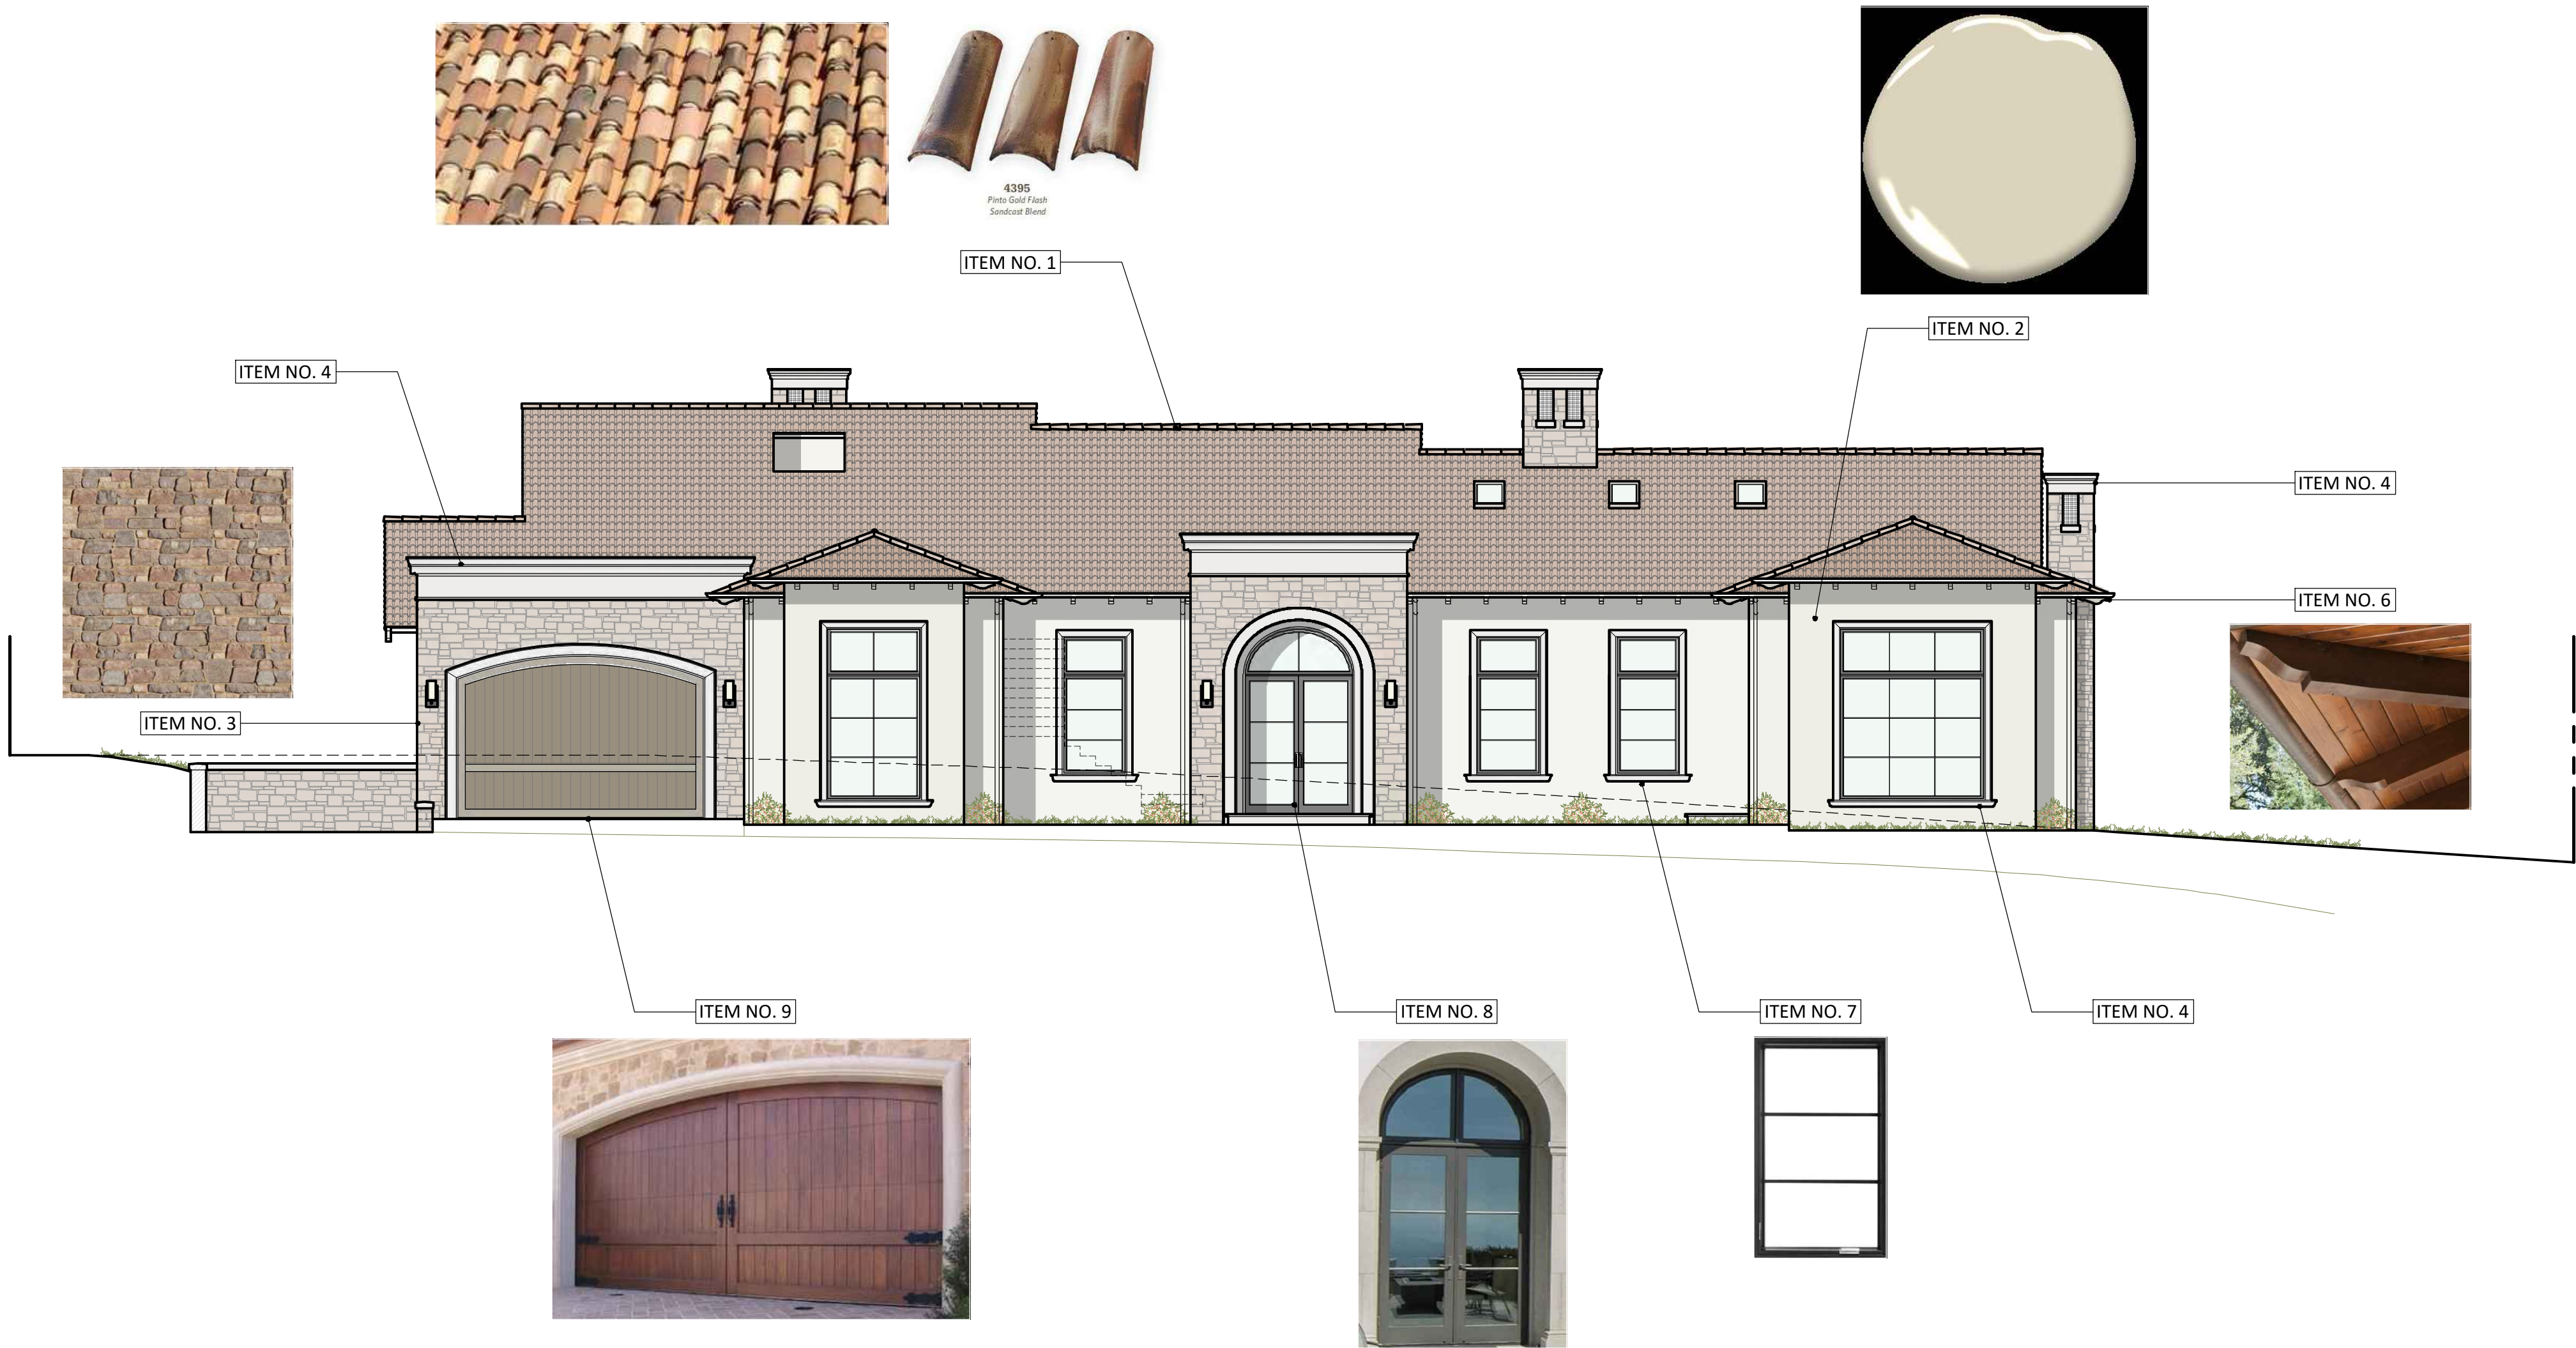 4395
Pinto Gold Flash
Sandcast Blend
ITEM NO. 1
ITEM NO. 2
ITEM NO. 4
ITEM NO. 4
ITEM NO. 6
ITEM NO. 3
ITEM NO. 9
ITEM NO. 8
ITEM NO. 7
ITEM NO. 4